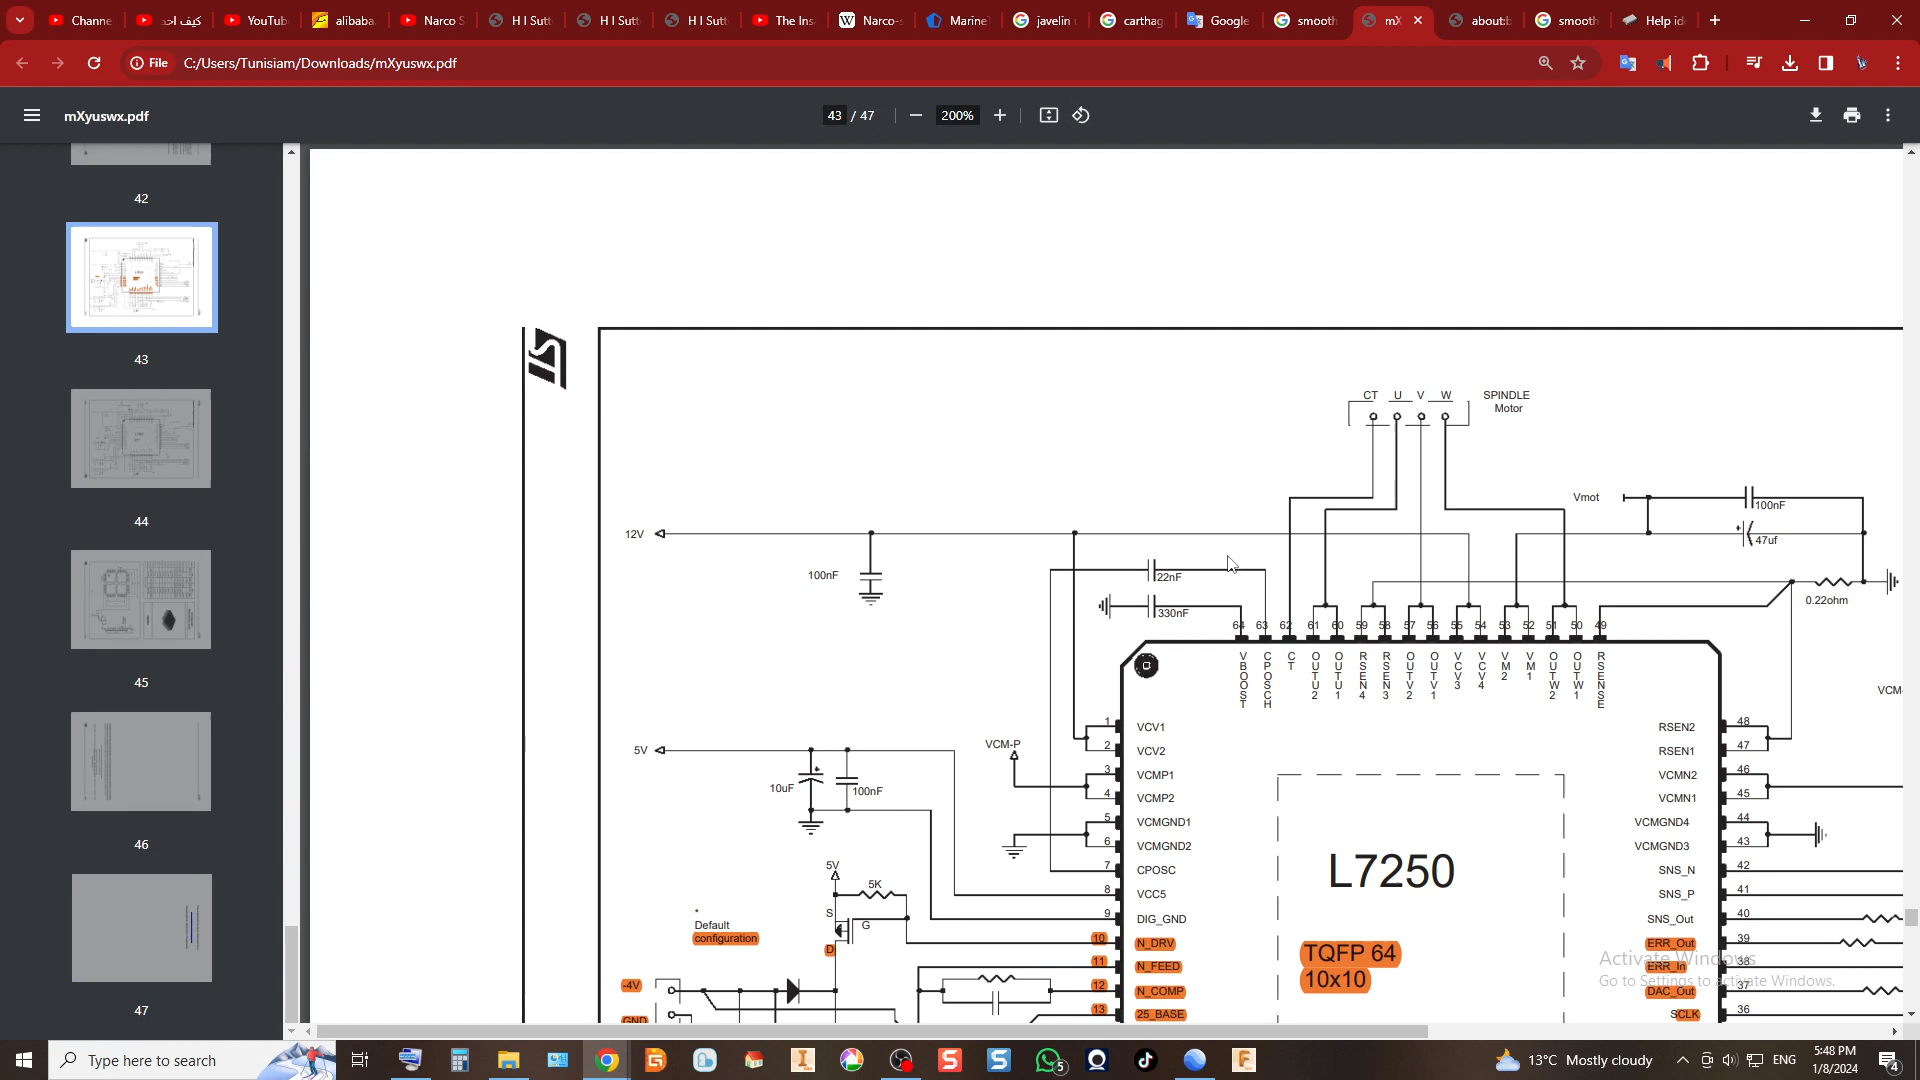 Channe
كيف احذ
YouTub
alibaba.
Narco S
H I Sutt
H I Sutt
H I Sutt
The Ins
Narco-s
MarineT
javelin
carthag
Google
smooth
mX
about:b
smooth
Help id
File
C:/Users/Tunisiam/Downloads/mXyuswx.pdf
mXyuswx.pdf
43 / 47
200%
42
43
44
45
46
47
CT U V W
SPINDLE
Motor
Vmot
100nF
47uf
12V
100nF
22nF
330nF
0.22ohm
64 63 62 61 60 59 58 57 56 55 54 53 52 51 50 49
VBOOST CPOSCH CT OUTU2 OUTU1 RSEN4 RSEN3 OUTV2 OUTV1 VCV3 VCV4 VM2 VM1 OUTW2 OUTW1 RSENSE
VCM
5V
10uF
100nF
VCM-P
5V
5K
S
G
D
*
Default
configuration
-4V
GND
1 VCV1
2 VCV2
3 VCMP1
4 VCMP2
5 VCMGND1
6 VCMGND2
7 CPOSC
8 VCC5
9 DIG_GND
10 N_DRV
11 N_FEED
12 N_COMP
13 25_BASE
L7250
TQFP 64
10x10
RSEN2 48
RSEN1 47
VCMN2 46
VCMN1 45
VCMGND4 44
VCMGND3 43
SNS_N 42
SNS_P 41
SNS_Out 40
ERR_Out 39
ERR_In 38
DAC_Out 37
SCLK 36
Activate Windows
Go to Settings to activate Windows.
Type here to search
5
13°C Mostly cloudy
ENG
5:48 PM
1/8/2024
4